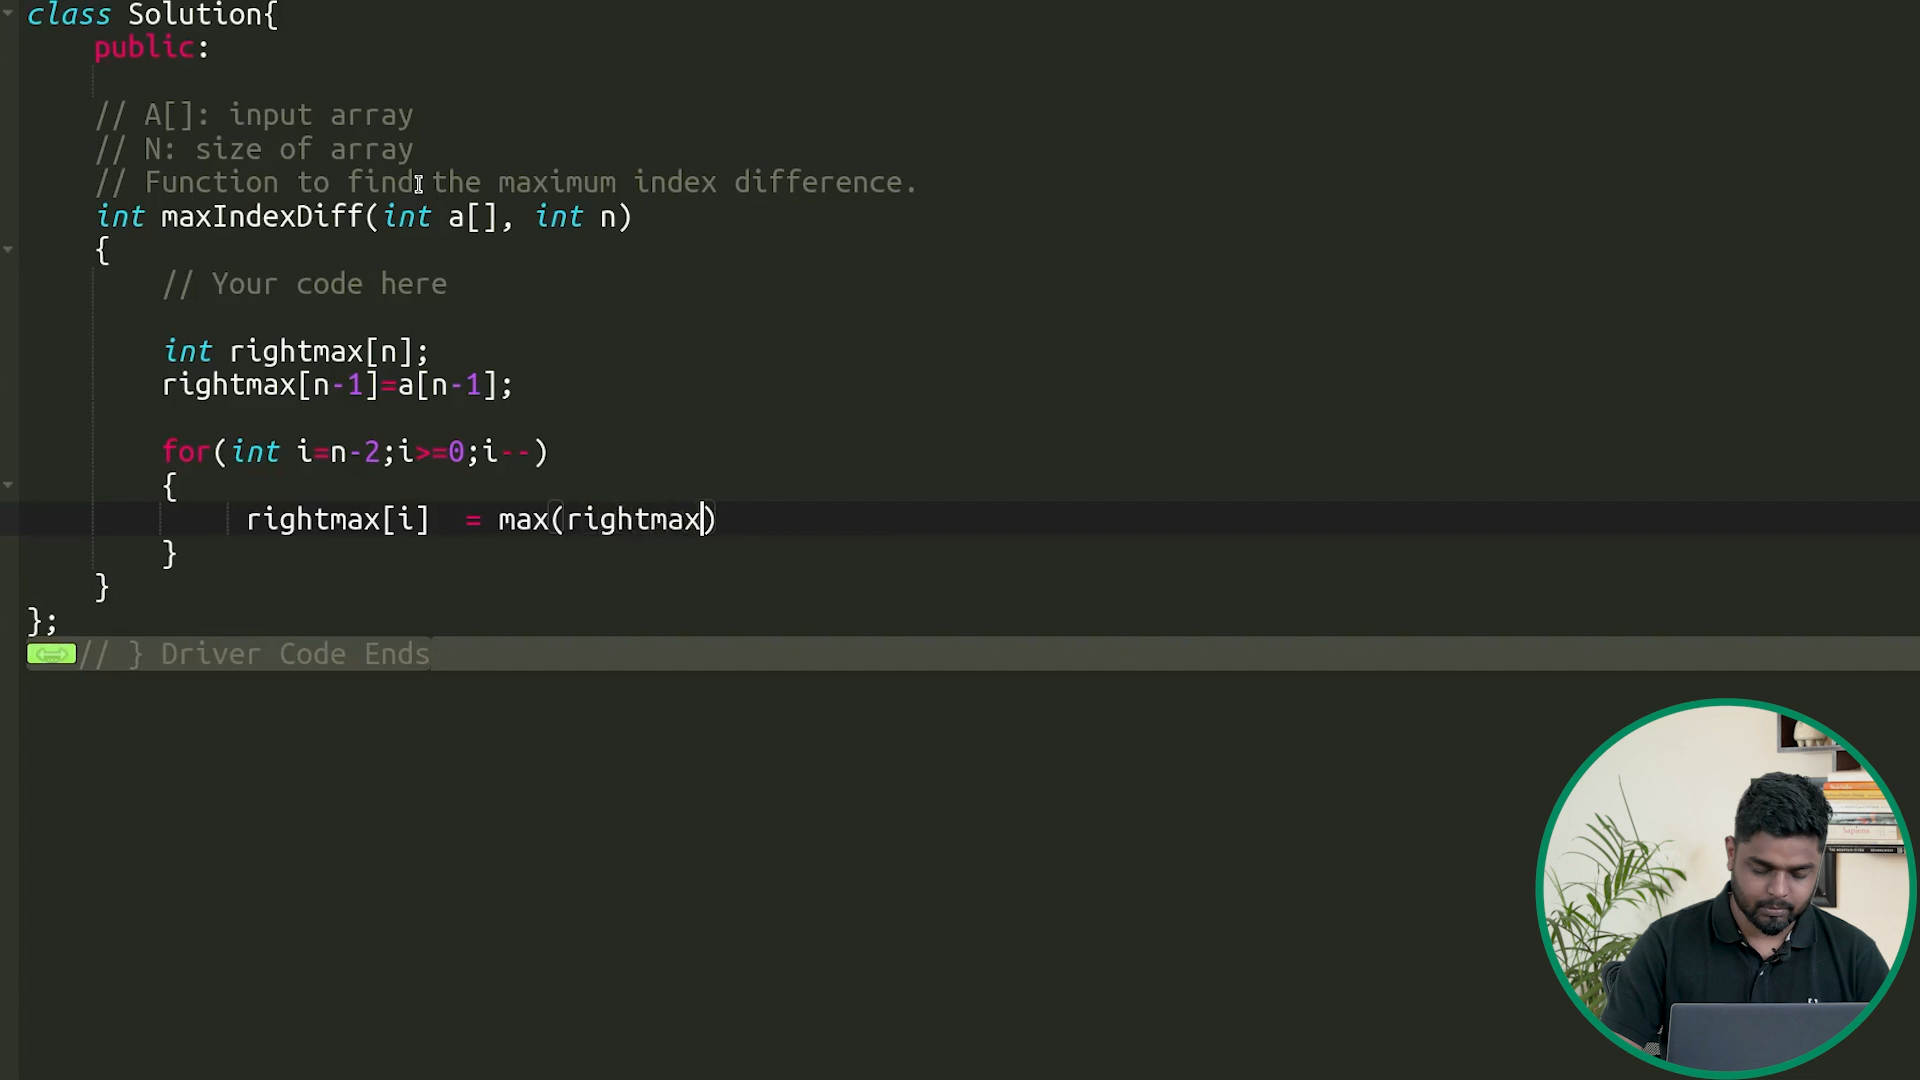 class Solution{
public:
// A[]: input array
// N: size of array
// Function to find the maximum index difference.
int maxIndexDiff(int a[], int n)
{
// Your code here
int rightmax[n];
rightmax[n-1]=a[n-1];
for(int i=n-2;i>=0;i--)
{
rightmax[i]  = max(rightmax)
}
}
};
// } Driver Code Ends
Sapiens